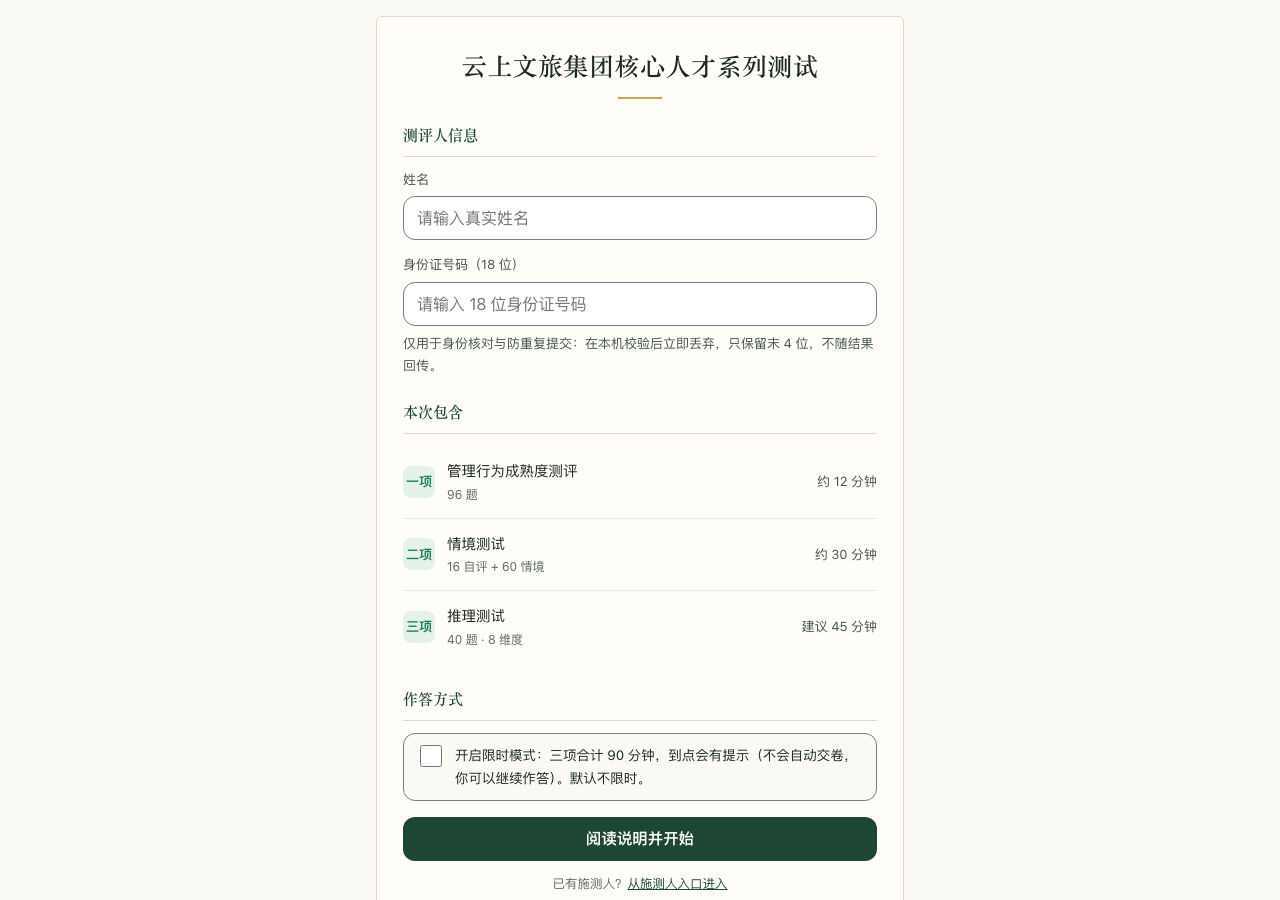 云上文旅集团核心人才系列测试
测评人信息
姓名
请输入真实姓名
身份证号码（18 位）
请输入 18 位身份证号码
仅用于身份核对与防重复提交：在本机校验后立即丢弃，只保留末 4 位，不随结果
回传。
本次包含
一项
管理行为成熟度测评
96 题
约 12 分钟
二项
情境测试
16 自评 + 60 情境
约 30 分钟
三项
推理测试
40 题 · 8 维度
建议 45 分钟
作答方式
开启限时模式：三项合计 90 分钟，到点会有提示（不会自动交卷，
你可以继续作答）。默认不限时。
阅读说明并开始
已有施测人？从施测人入口进入